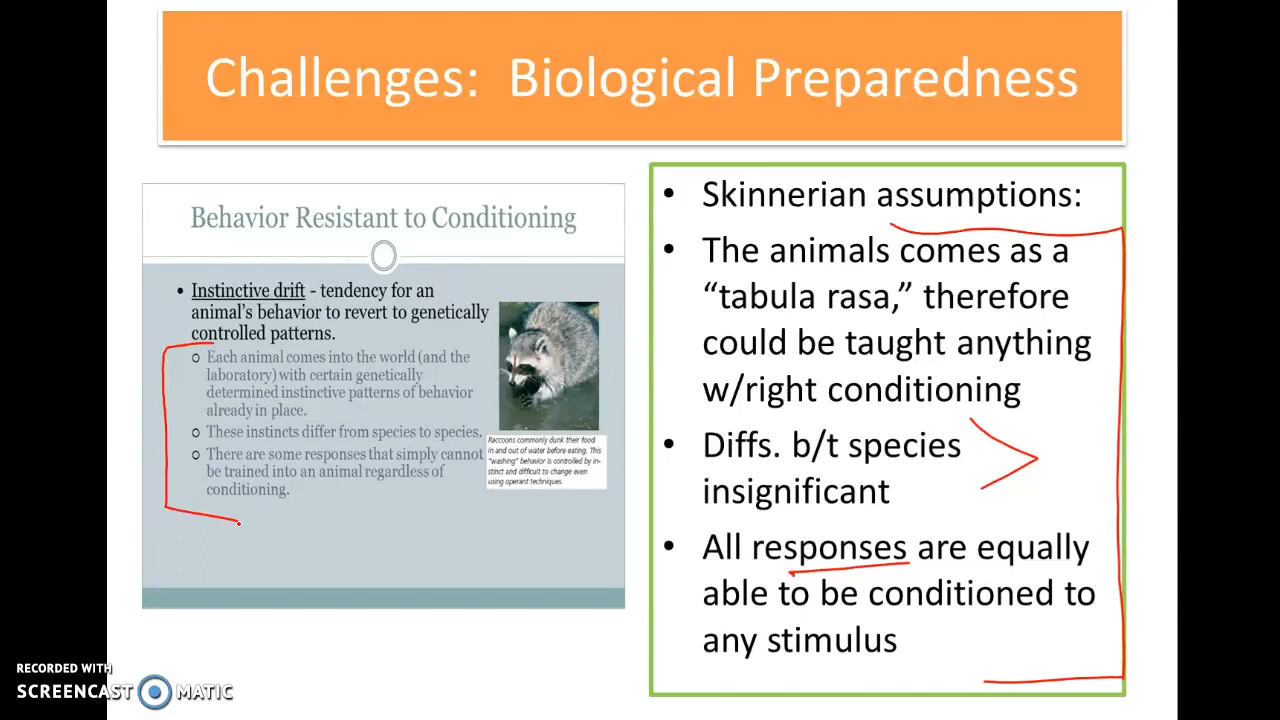 Challenges:  Biological Preparedness
Behavior Resistant to Conditioning
• Instinctive drift - tendency for an
animal's behavior to revert to genetically
controlled patterns.
○ Each animal comes into the world (and the
laboratory) with certain genetically
determined instinctive patterns of behavior
already in place.
○ These instincts differ from species to species.
○ There are some responses that simply cannot
be trained into an animal regardless of
conditioning.
Raccoons commonly dunk their food
in and out of water before eating. This
"washing" behavior is controlled by in-
stinct and difficult to change even
using operant techniques.
• Skinnerian assumptions:
• The animals comes as a
“tabula rasa,” therefore
could be taught anything
w/right conditioning
• Diffs. b/t species
insignificant
• All responses are equally
able to be conditioned to
any stimulus
RECORDED WITH
SCREENCAST MATIC